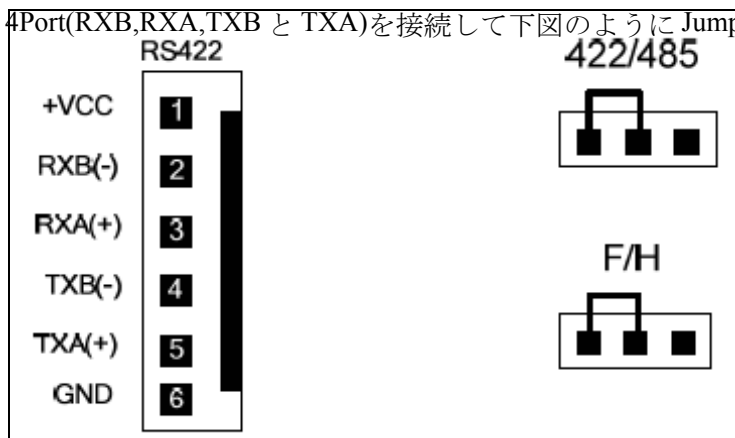 4Port(RXB,RXA,TXB と TXA)を接続して下図のように Jump
RS422
+VCC 1
RXB(-) 2
RXA(+) 3
TXB(-) 4
TXA(+) 5
GND 6
422/485
F/H